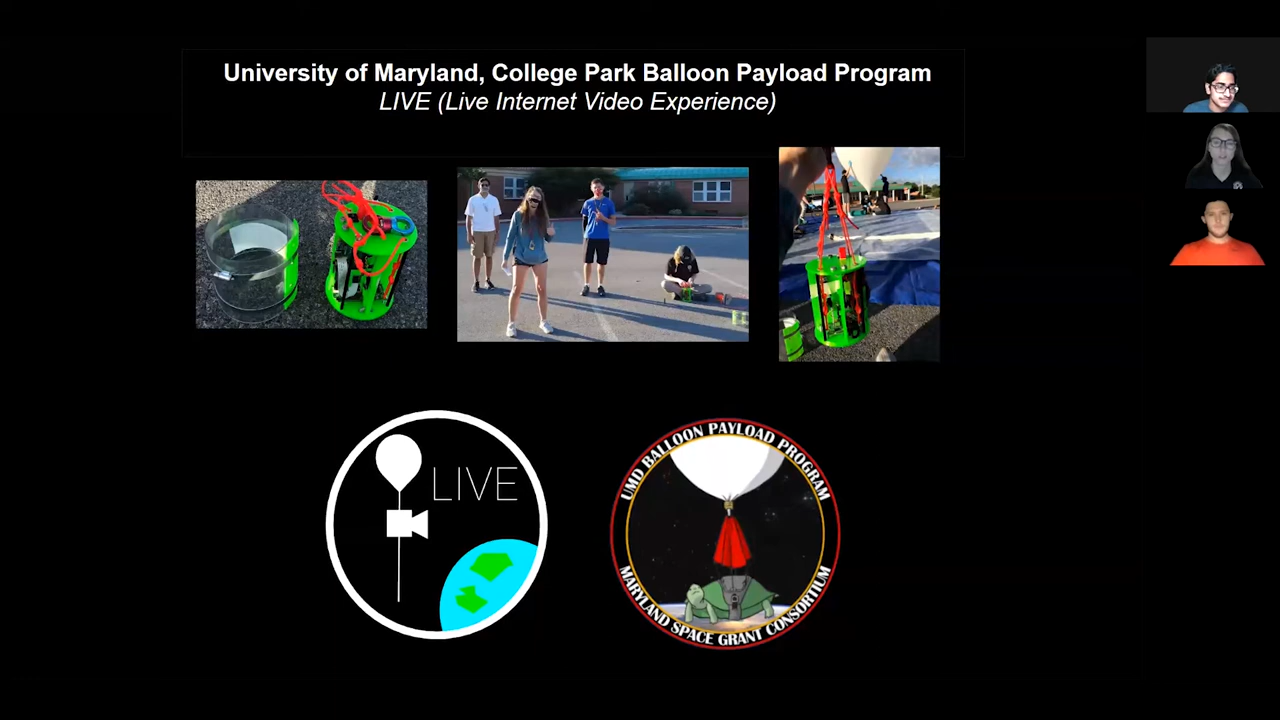 University of Maryland, College Park Balloon Payload Program
LIVE (Live Internet Video Experience)
LIVE
UMD BALLOON PAYLOAD PROGRAM
MARYLAND SPACE GRANT CONSORTIUM